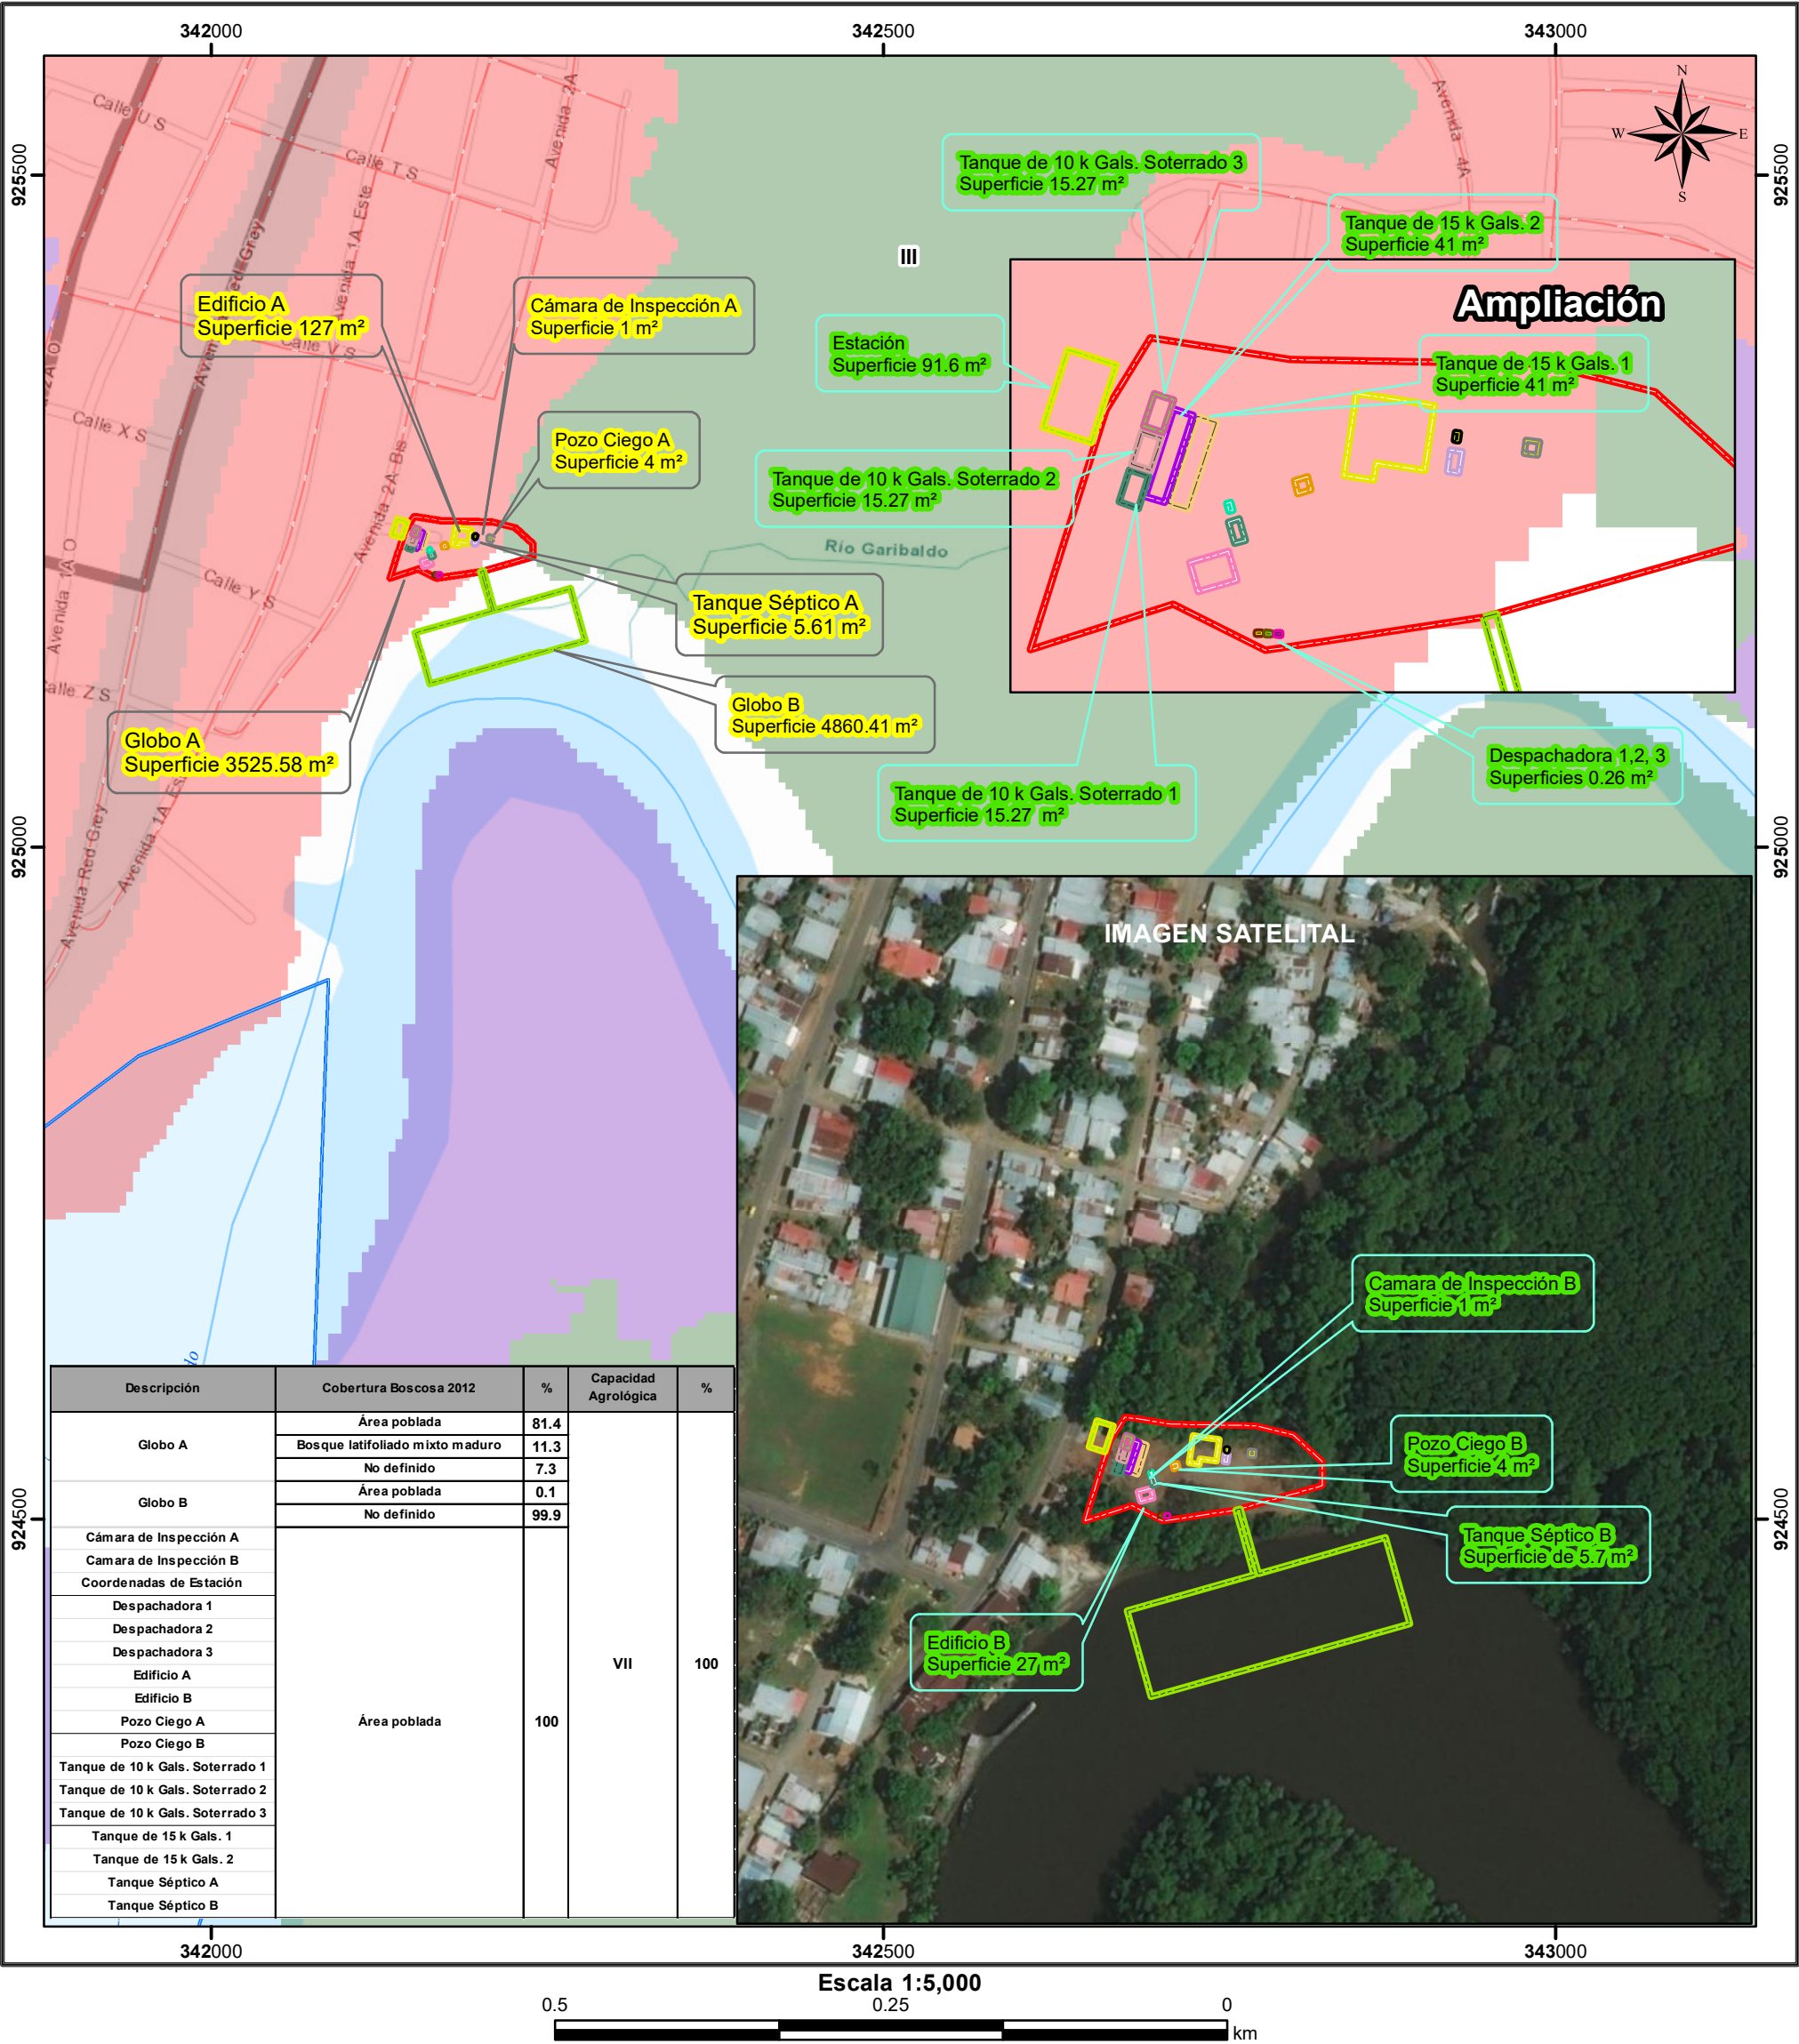 342000
342500
343000
925500
925000
924500
925500
925000
924500
N
W
E
S
Calle U S
Calle T S
Avenida 2A
Avenida 1A Este
Avenida 4A
III
Tanque de 10 k Gals. Soterrado 3
Superficie 15.27 m²
Tanque de 15 k Gals. 2
Superficie 41 m²
Edificio A
Superficie 127 m²
Cámara de Inspección A
Superficie 1 m²
Ampliación
Estación
Superficie 91.6 m²
Tanque de 15 k Gals. 1
Superficie 41 m²
Calle X S
Pozo Ciego A
Superficie 4 m²
Tanque de 10 k Gals. Soterrado 2
Superficie 15.27 m²
Avenida 2A Bis
Río Garibaldo
Avenida 1A O
Calle Y S
Tanque Séptico A
Superficie 5.61 m²
Globo B
Superficie 4860.41 m²
Globo A
Superficie 3525.58 m²
Despachadora 1,2, 3
Superficies 0.26 m²
Tanque de 10 k Gals. Soterrado 1
Superficie 15.27 m²
Avenida Red Grey
IMAGEN SATELITAL
Camara de Inspección B
Superficie 1 m²
Pozo Ciego B
Superficie 4 m²
Tanque Séptico B
Superficie de 5.7 m²
Edificio B
Superficie 27 m²
Descripción Cobertura Boscosa 2012 % Capacidad Agrológica %
Globo A
Área poblada 81.4
Bosque latifoliado mixto maduro 11.3
No definido 7.3
Globo B
Área poblada 0.1
No definido 99.9
Cámara de Inspección A
Camara de Inspección B
Coordenadas de Estación
Despachadora 1
Despachadora 2
Despachadora 3
Edificio A
Edificio B
Pozo Ciego A
Pozo Ciego B
Tanque de 10 k Gals. Soterrado 1
Tanque de 10 k Gals. Soterrado 2
Tanque de 10 k Gals. Soterrado 3
Tanque de 15 k Gals. 1
Tanque de 15 k Gals. 2
Tanque Séptico A
Tanque Séptico B
Área poblada 100
VII 100
342000
342500
343000
Escala 1:5,000
0.5 0.25 0
km